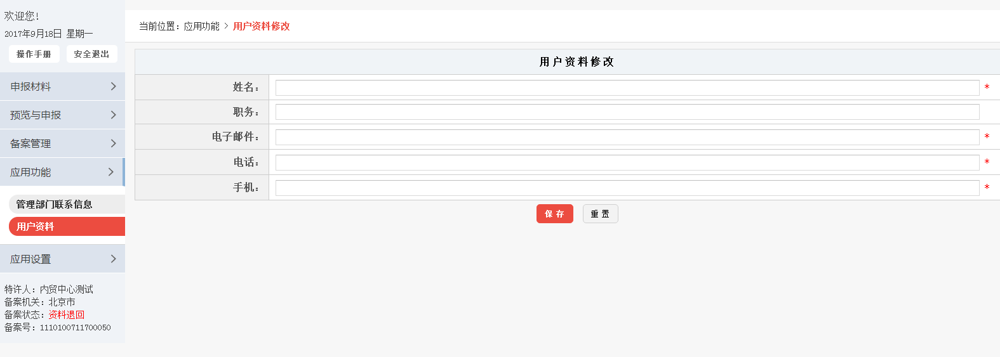 欢迎您!
2017年9月18日 星期一
操作手册 安全退出
申报材料
预览与申报
备案管理
应用功能
管理部门联系信息
用户资料
应用设置
特许人：内贸中心测试
备案机关：北京市
备案状态：资料退回
备案号：1110100711700050
当前位置：应用功能 > 用户资料修改
用户资料修改
姓名： *
职务：
电子邮件： *
电话： *
手机： *
保存 重置